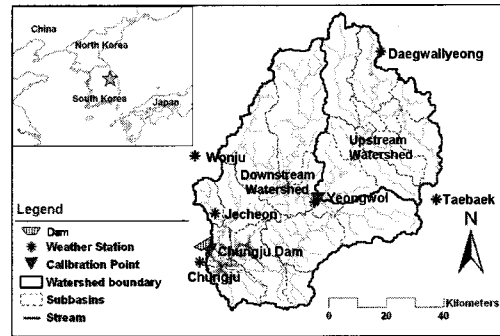 China
North Korea
South Korea
Japan
Daegwallyeong
Upstream
Watershed
Wonju
Downstream
Watershed
Yeongwol
Taebaek
Jecheon
Chungju Dam
Chungju
N
Legend
Dam
Weather Station
Calibration Point
Watershed boundary
Subbasins
Stream
0 10 20 40
Kilometers